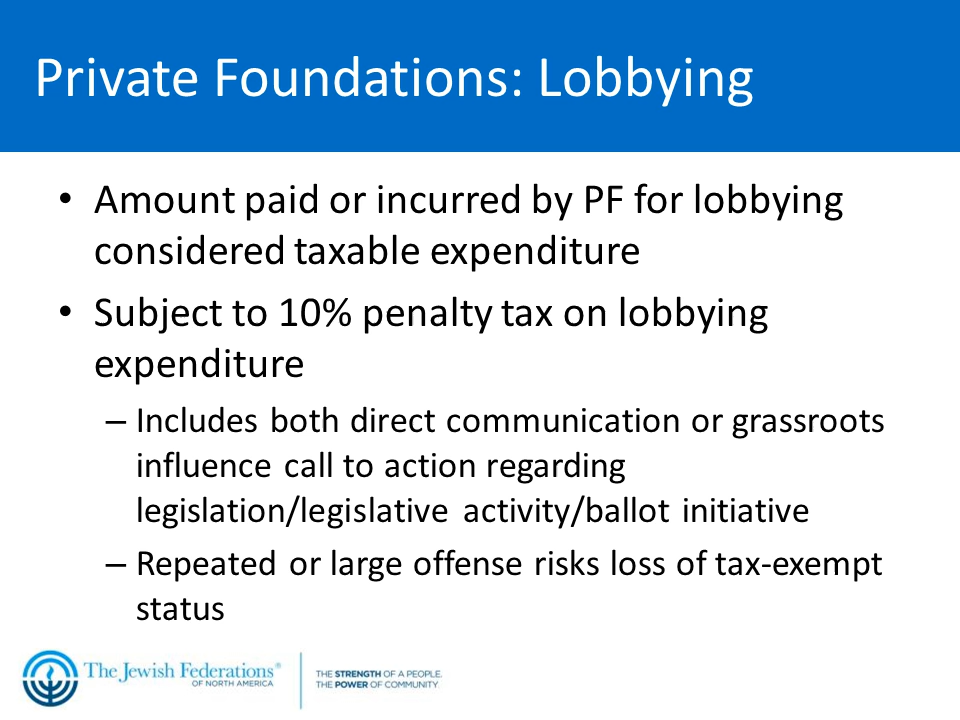 Private Foundations: Lobbying
• Amount paid or incurred by PF for lobbying
considered taxable expenditure
• Subject to 10% penalty tax on lobbying
expenditure
– Includes both direct communication or grassroots
influence call to action regarding
legislation/legislative activity/ballot initiative
– Repeated or large offense risks loss of tax-exempt
status
The Jewish Federations®
OF NORTH AMERICA
THE STRENGTH OF A PEOPLE.
THE POWER OF COMMUNITY.